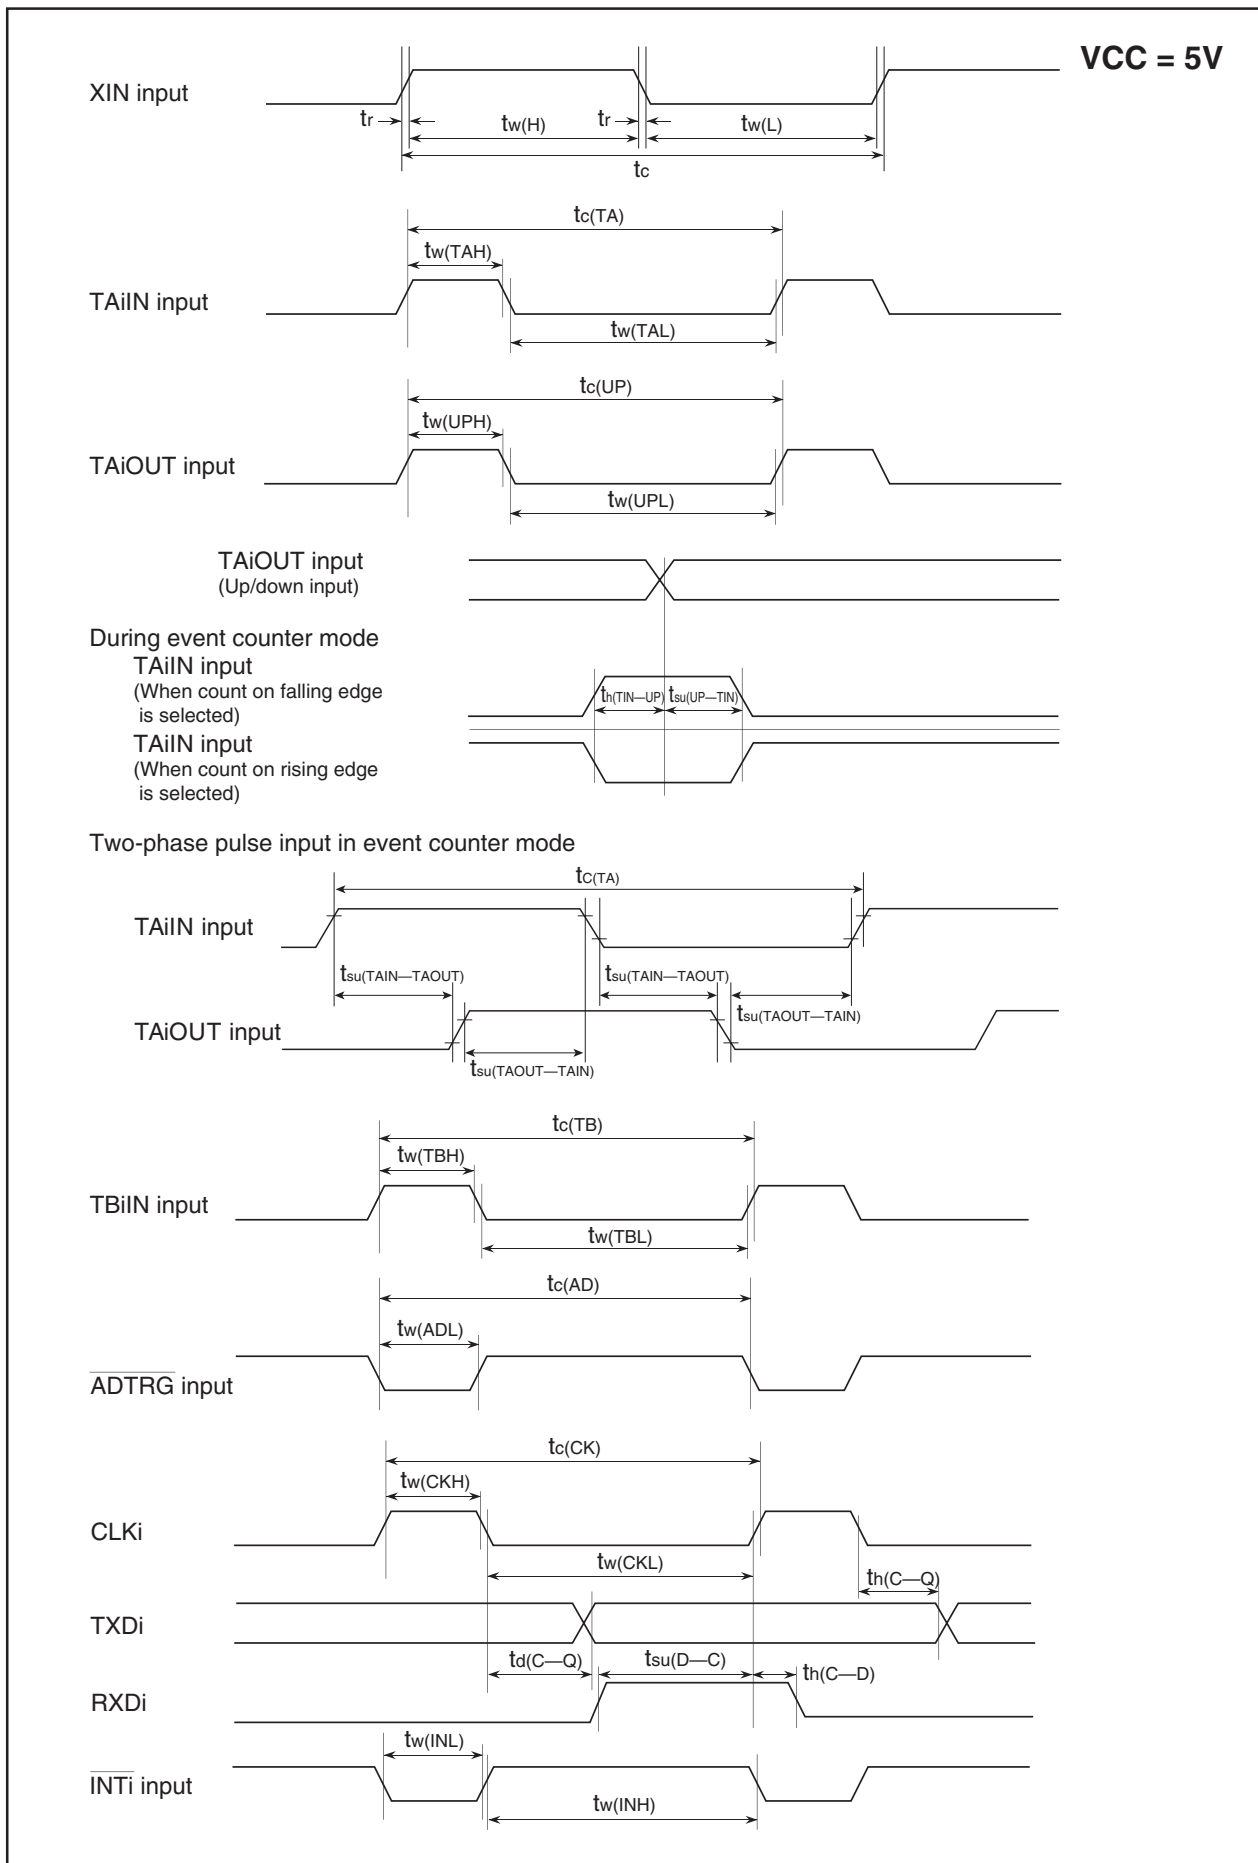 VCC = 5V
XIN input
tr
tw(H)
tr
tw(L)
tc
tc(TA)
tw(TAH)
TAiIN input
tw(TAL)
tc(UP)
tw(UPH)
TAiOUT input
tw(UPL)
TAiOUT input
(Up/down input)
During event counter mode
TAiIN input
(When count on falling edge
is selected)
th(TIN—UP)
tsu(UP—TIN)
TAiIN input
(When count on rising edge
is selected)
Two-phase pulse input in event counter mode
tC(TA)
TAiIN input
tsu(TAIN—TAOUT)
tsu(TAIN—TAOUT)
tsu(TAOUT—TAIN)
TAiOUT input
tsu(TAOUT—TAIN)
tc(TB)
tw(TBH)
TBiIN input
tw(TBL)
tc(AD)
tw(ADL)
ADTRG input
tc(CK)
tw(CKH)
CLKi
tw(CKL)
th(C—Q)
TXDi
td(C—Q)
tsu(D—C)
th(C—D)
RXDi
tw(INL)
INTi input
tw(INH)